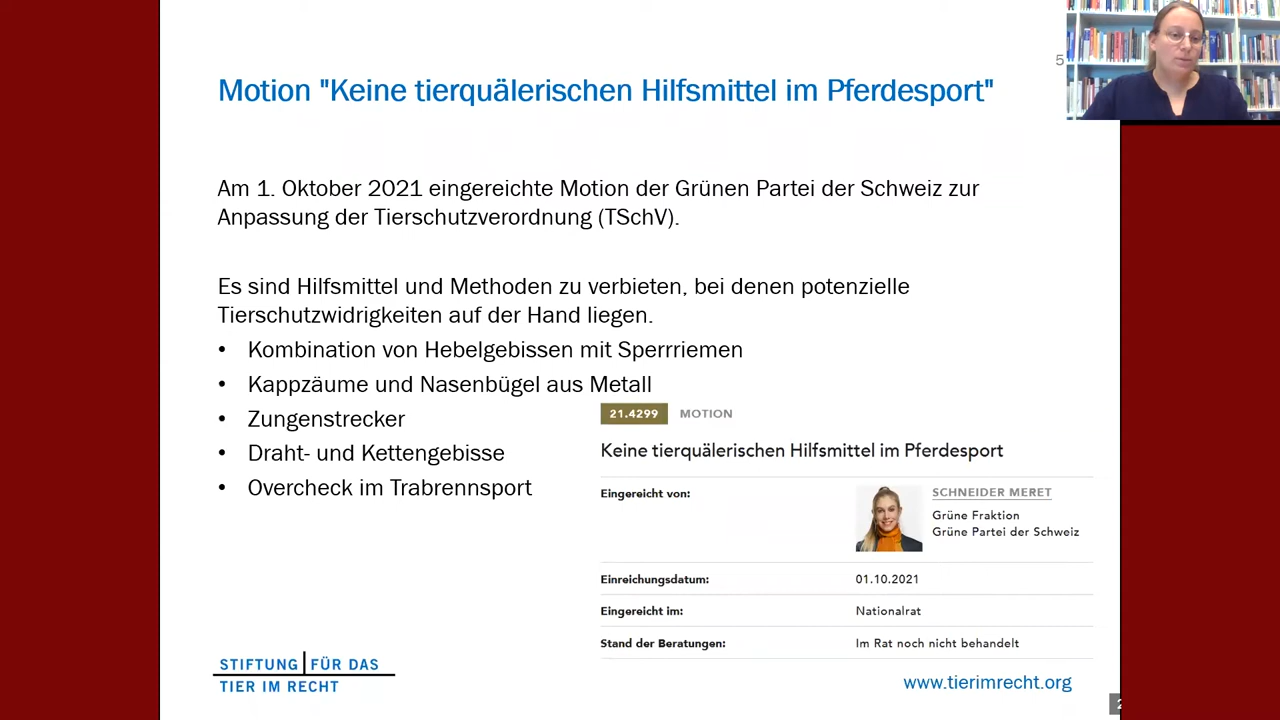 5
Motion "Keine tierquälerischen Hilfsmittel im Pferdesport"
Am 1. Oktober 2021 eingereichte Motion der Grünen Partei der Schweiz zur
Anpassung der Tierschutzverordnung (TSchV).
Es sind Hilfsmittel und Methoden zu verbieten, bei denen potenzielle
Tierschutzwidrigkeiten auf der Hand liegen.
• Kombination von Hebelgebissen mit Sperrriemen
• Kappzäume und Nasenbügel aus Metall
• Zungenstrecker
• Draht- und Kettengebisse
• Overcheck im Trabrennsport
21.4299 MOTION
Keine tierquälerischen Hilfsmittel im Pferdesport
Eingereicht von: SCHNEIDER MERET
Grüne Fraktion
Grüne Partei der Schweiz
Einreichungsdatum: 01.10.2021
Eingereicht im: Nationalrat
Stand der Beratungen: Im Rat noch nicht behandelt
STIFTUNG FÜR DAS
TIER IM RECHT
www.tierimrecht.org